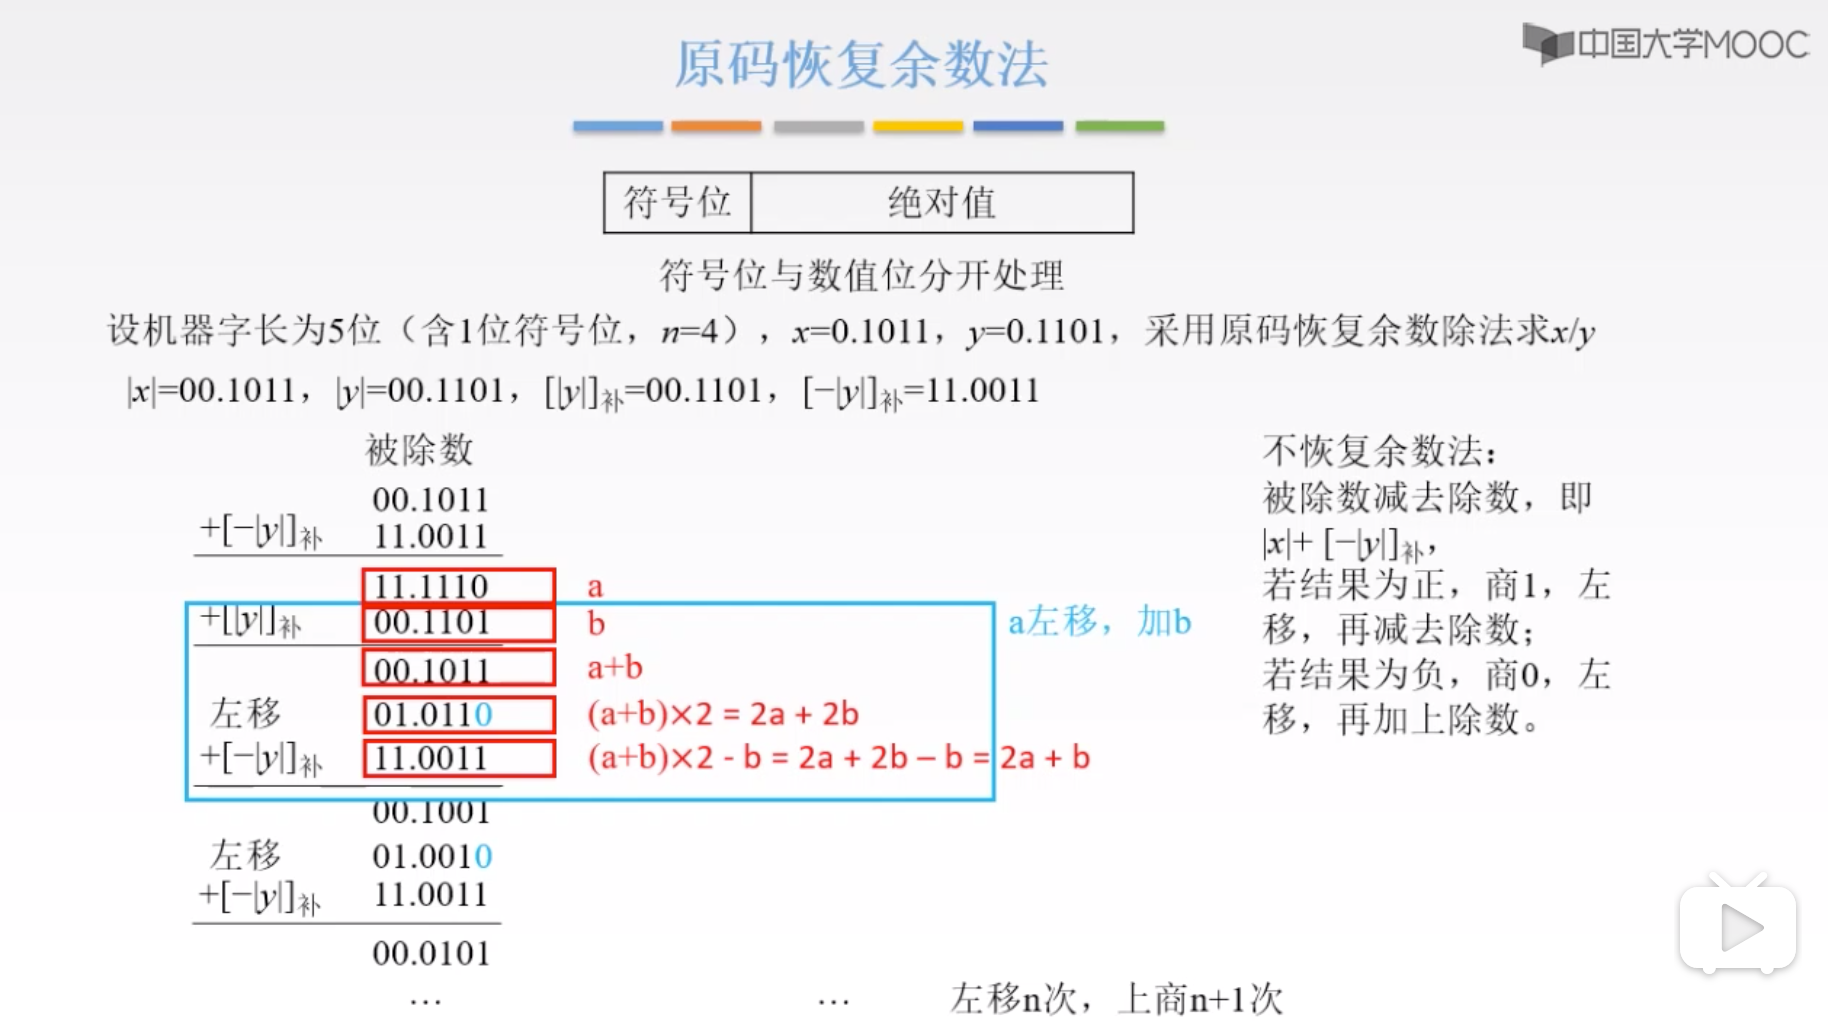 中国大学MOOC
原码恢复余数法
符号位 绝对值
符号位与数值位分开处理
设机器字长为5位（含1位符号位，n=4），x=0.1011，y=0.1101，采用原码恢复余数除法求x/y
|x|=00.1011，|y|=00.1101，[|y|]补=00.1101，[−|y|]补=11.0011
被除数
00.1011
+[−|y|]补 11.0011
11.1110 a
+[|y|]补 00.1101 b
00.1011 a+b
左移 01.0110 (a+b)×2 = 2a + 2b
+[−|y|]补 11.0011 (a+b)×2 - b = 2a + 2b – b = 2a + b
00.1001
左移 01.0010
+[−|y|]补 11.0011
00.0101
… …
a左移，加b
不恢复余数法：
被除数减去除数，即
|x|+ [−|y|]补，
若结果为正，商1，左
移，再减去除数；
若结果为负，商0，左
移，再加上除数。
左移n次，上商n+1次